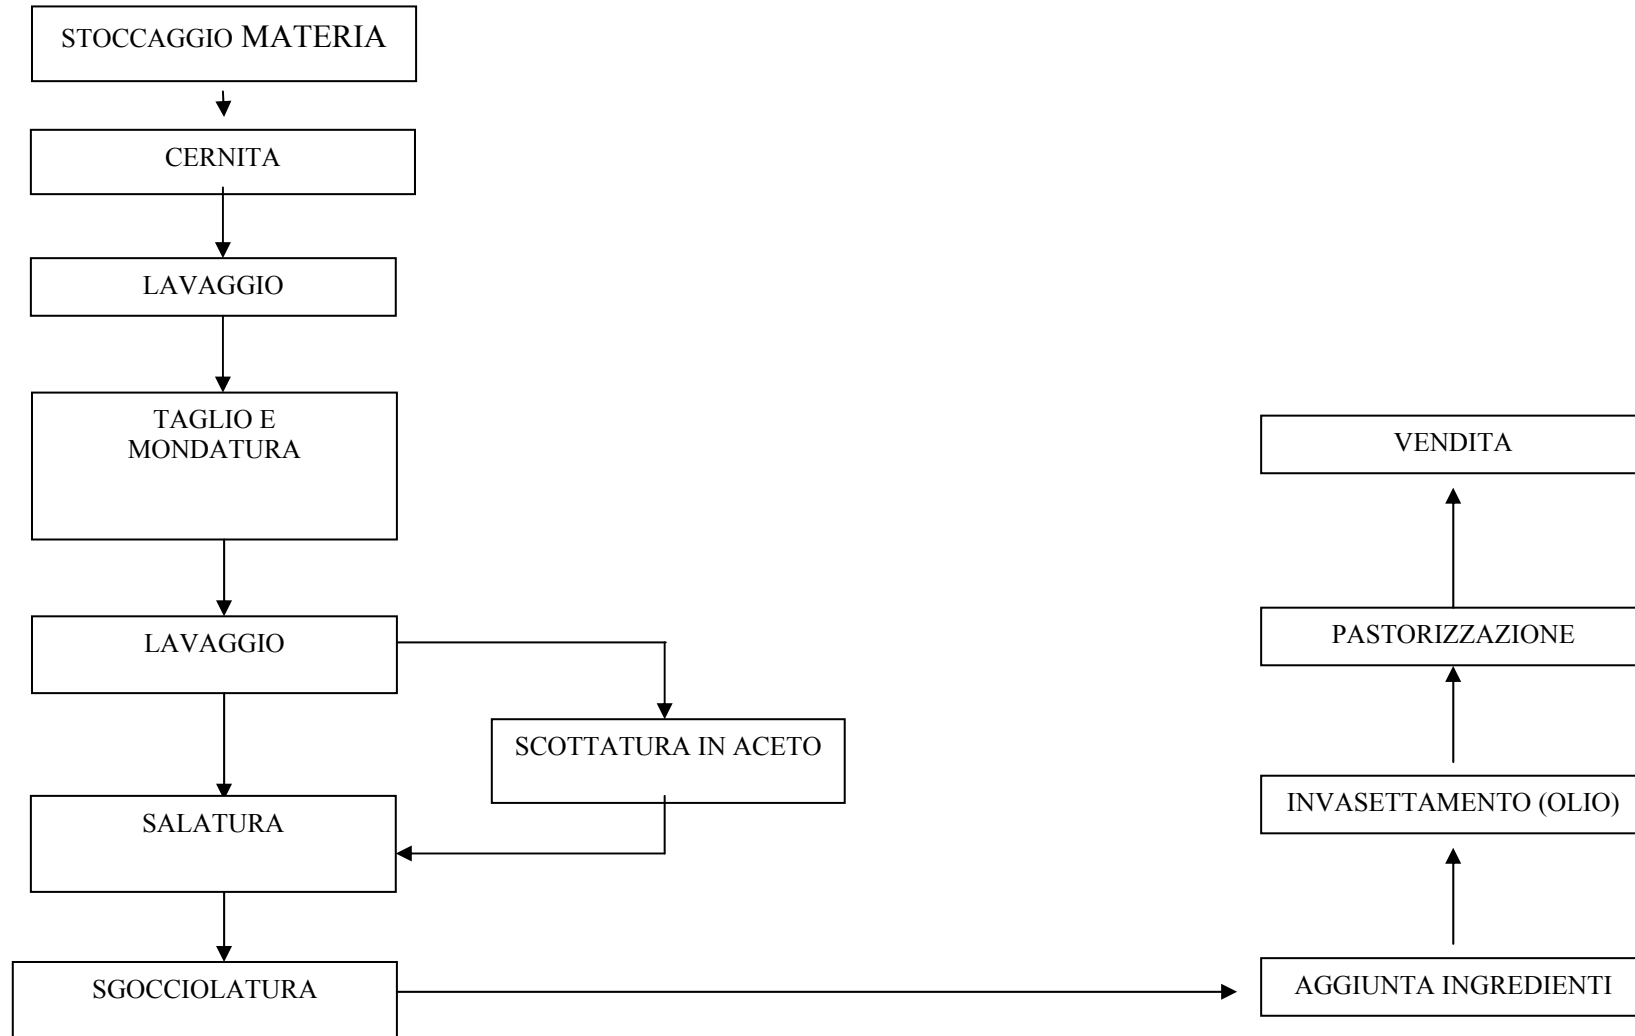 STOCCAGGIO MATERIA
CERNITA
LAVAGGIO
TAGLIO E
MONDATURA
LAVAGGIO
SCOTTATURA IN ACETO
SALATURA
SGOCCIOLATURA
AGGIUNTA INGREDIENTI
INVASETTAMENTO (OLIO)
PASTORIZZAZIONE
VENDITA